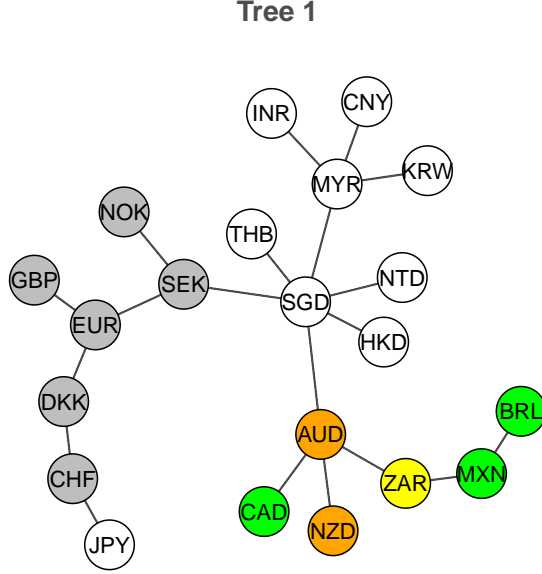 Tree 1
INR
CNY
KRW
MYR
NOK
THB
GBP
SEK
NTD
SGD
EUR
HKD
DKK
BRL
AUD
CHF
ZAR
MXN
CAD
NZD
JPY